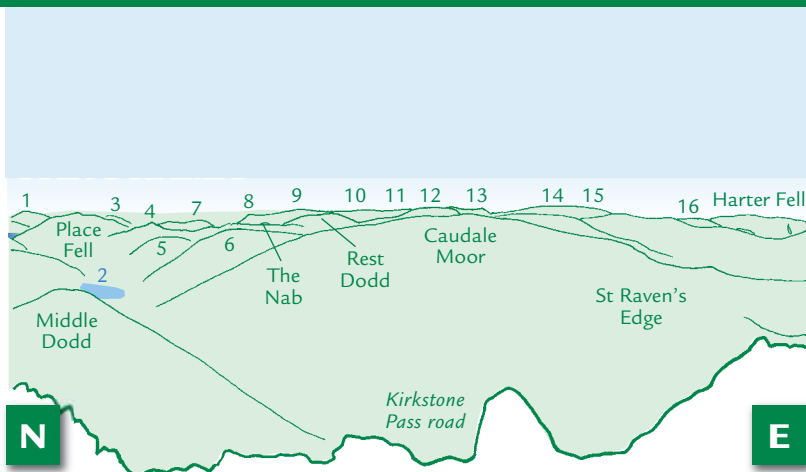 1
3
4
7
8
9
10
11
12
13
14
15
16
Harter Fell
Place
Fell
5
6
2
The
Nab
Rest
Dodd
Caudale
Moor
St Raven's
Edge
Middle
Dodd
Kirkstone
Pass road
N
E